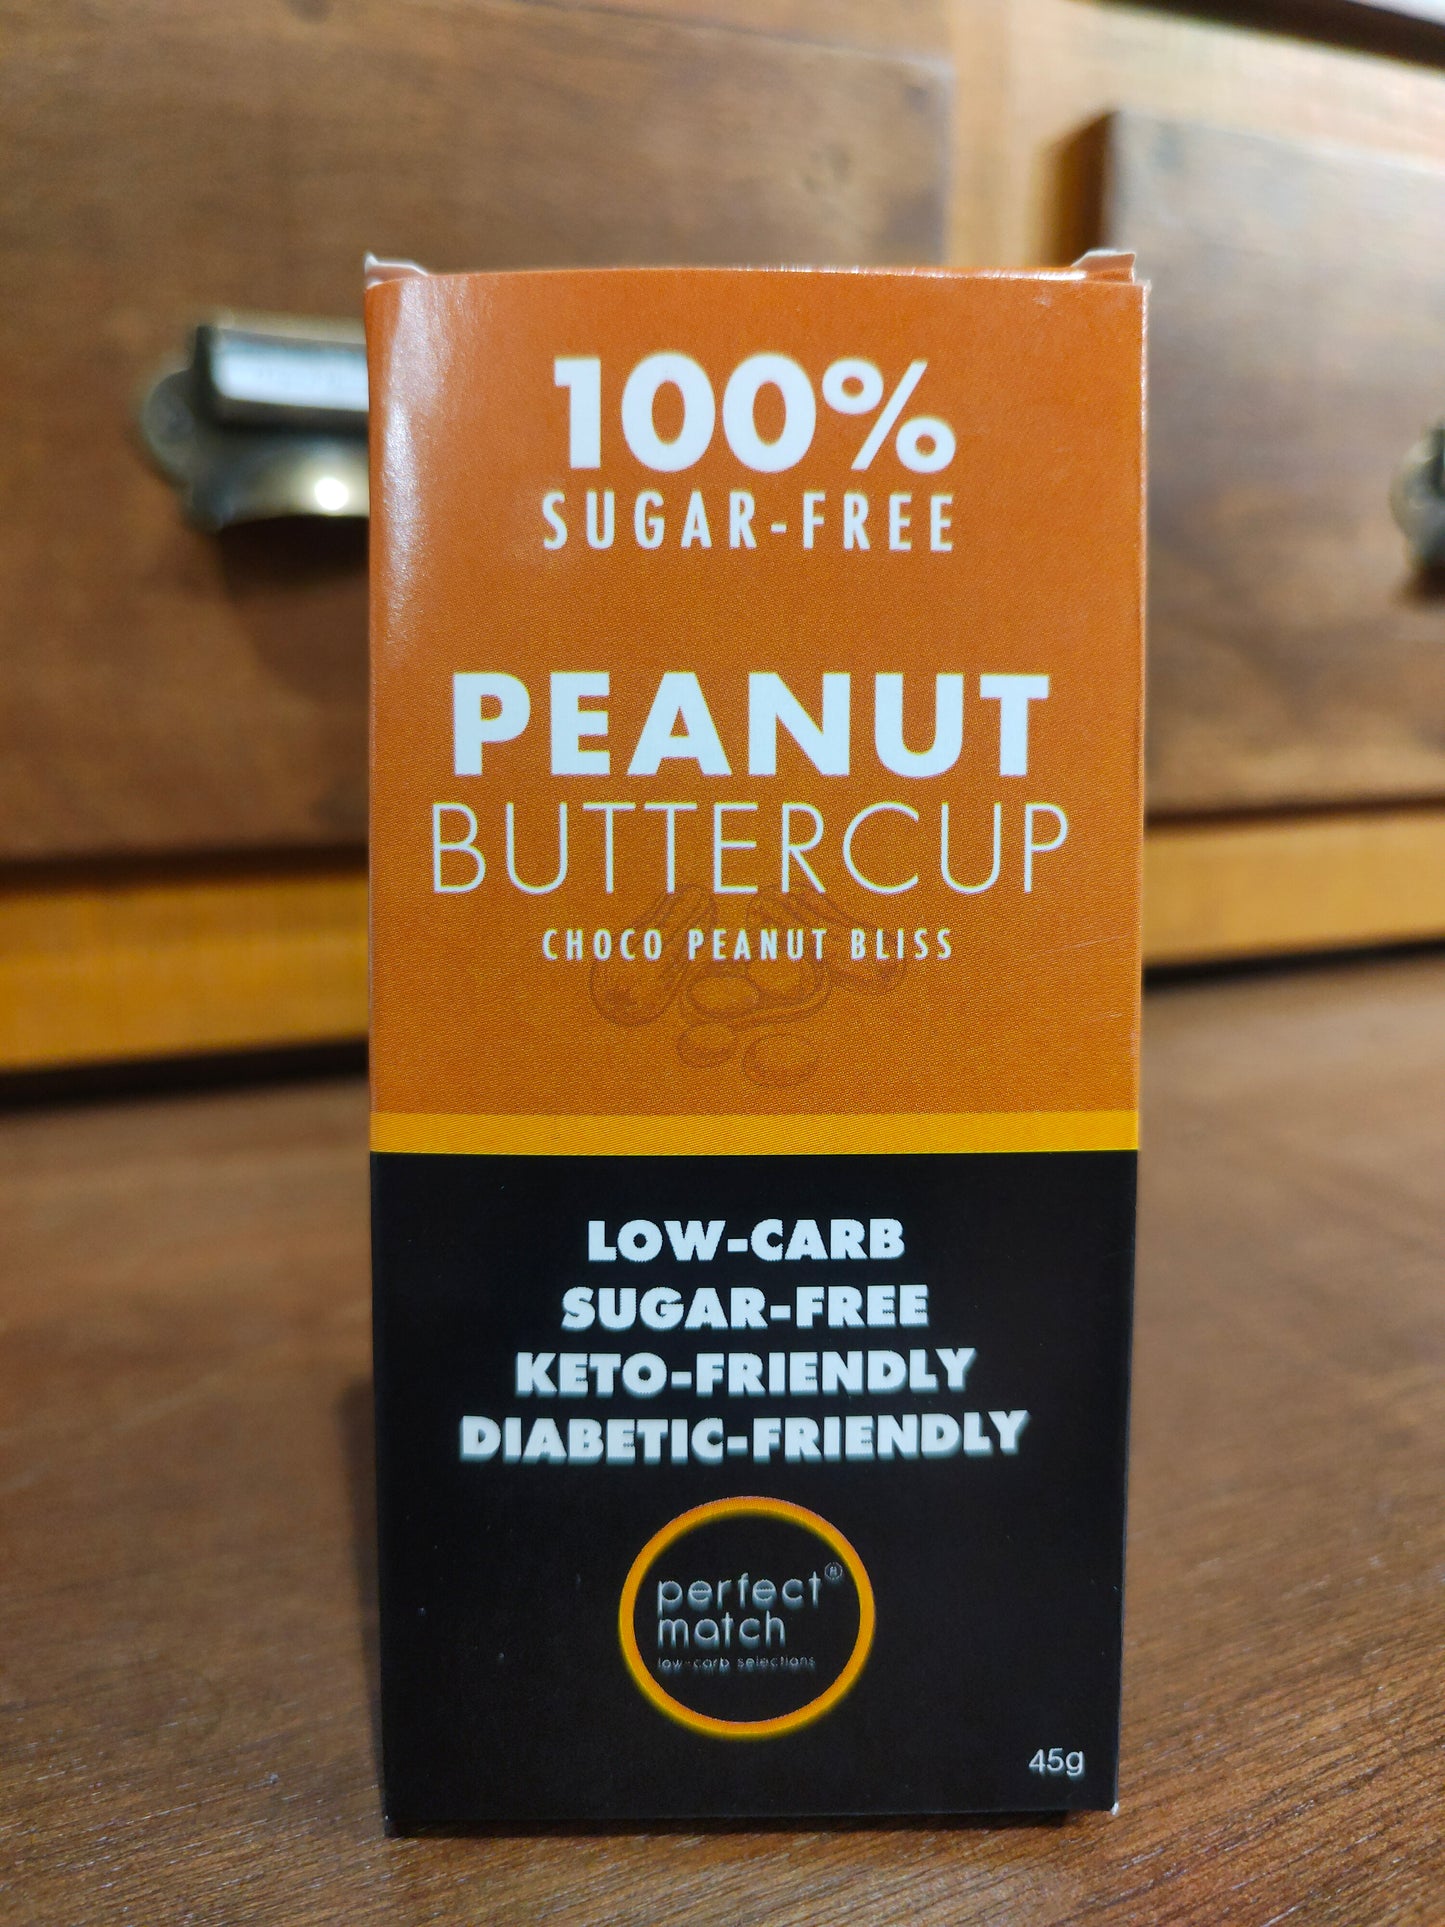 100%
SUGAR-FREE
PEANUT
BUTTERCUP
CHOCO PEANUT BLISS
LOW-CARB
SUGAR-FREE
KETO-FRIENDLY
DIABETIC-FRIENDLY
perfect®
match
low-carb selections
45g